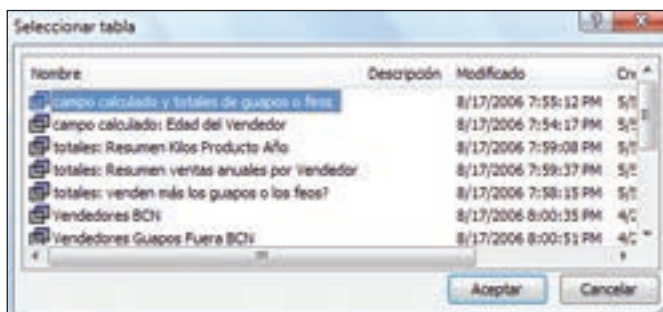 Seleccionar tabla
Nombre Descripción Modificado
campo calculado y totales de guapos o feos 8/17/2006 7:55:12 PM
campo calculado: Edad del Vendedor 8/17/2006 7:54:17 PM
totales: Resumen Kilos Producto Año 8/17/2006 7:59:08 PM
totales: Resumen ventas anuales por Vendedor 8/17/2006 7:59:37 PM
totales: venden más los guapos o los feos? 8/17/2006 7:58:15 PM
Vendedores BCN 8/17/2006 8:00:35 PM
Vendedores Guapos Fuera BCN 8/17/2006 8:00:51 PM
Aceptar Cancelar